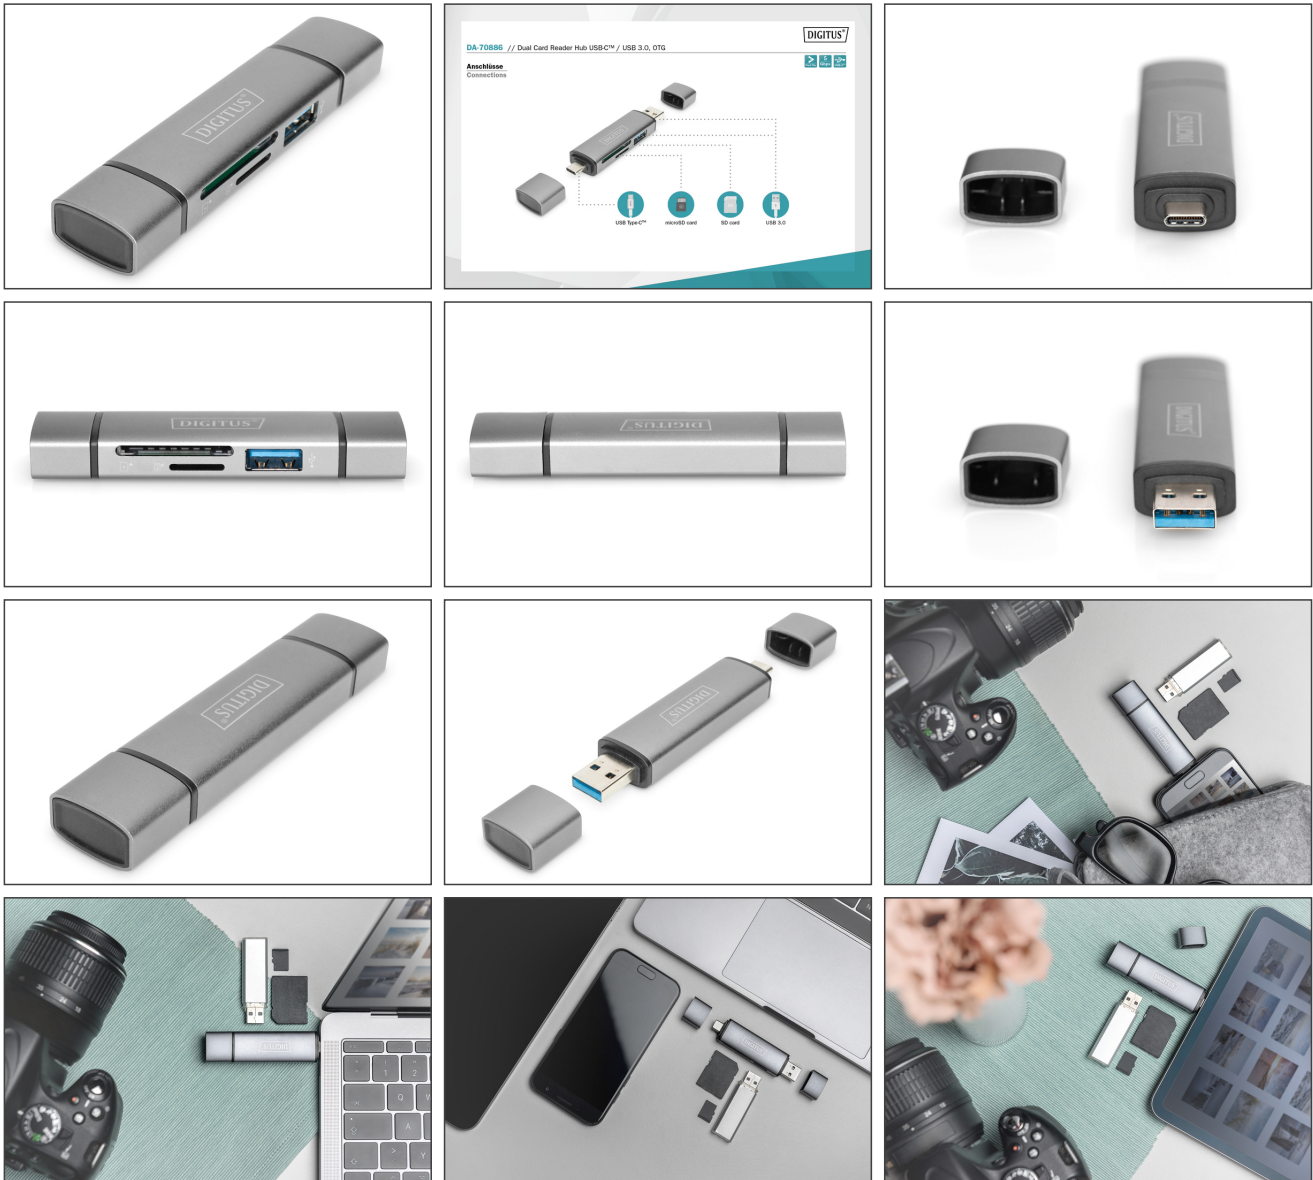 DIGITUS®
DIGITUS®
DA-70886 // Dual Card Reader Hub USB-C™ / USB 3.0, OTG
Anschlüsse
Connections
USB Type-C™
microSD card
SD card
USB 3.0
DIGITUS
DIGITUS®
DIGITUS®
DIGITUS
DIGITUS®
DIGITUS